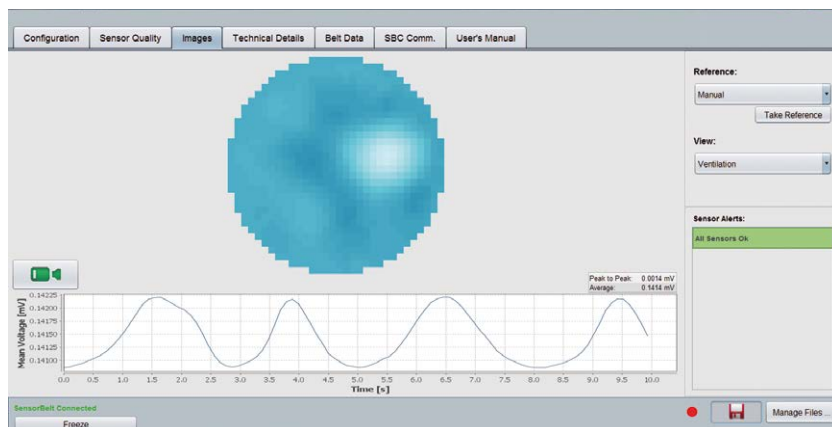 Configuration
Sensor Quality
Images
Technical Details
Belt Data
SBC Comm.
User's Manual
Reference:
Manual
Take Reference
View:
Ventilation
Sensor Alerts:
All Sensors Ok
Peak to Peak: 0.0014 mV
Average: 0.1414 mV
Mean Voltage [mV]
0.14225
0.14200
0.14175
0.14150
0.14125
0.14100
0.0 0.5 1.0 1.5 2.0 2.5 3.0 3.5 4.0 4.5 5.0 5.5 6.0 6.5 7.0 7.5 8.0 8.5 9.0 9.5 10.0
Time [s]
SensorBelt Connected
Freeze
Manage Files ...